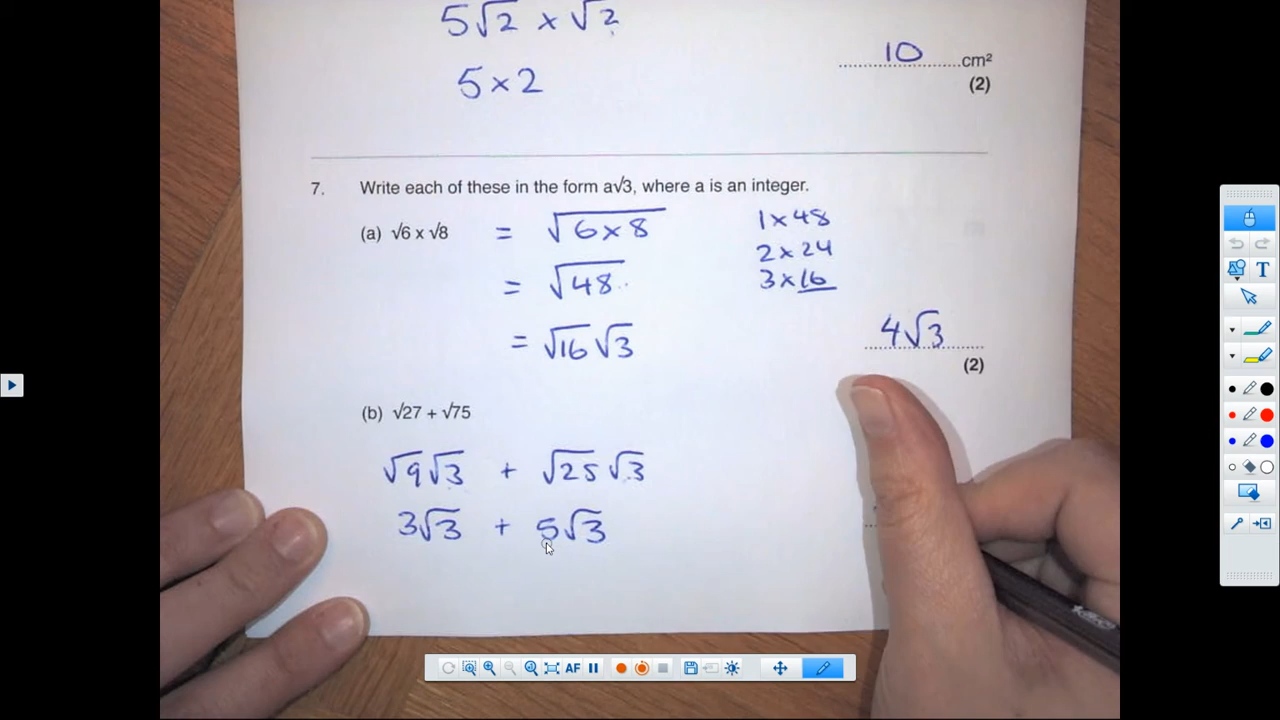 5√2 x √2
10 cm²
5 x 2
(2)
7. Write each of these in the form a√3, where a is an integer.
(a) √6 x √8 = √6x8
1 x 48
2 x 24
= √48
3 x 16
= √16 √3
4√3
(2)
(b) √27 + √75
√9 √3 + √25 √3
3√3 + 5√3
T
AF